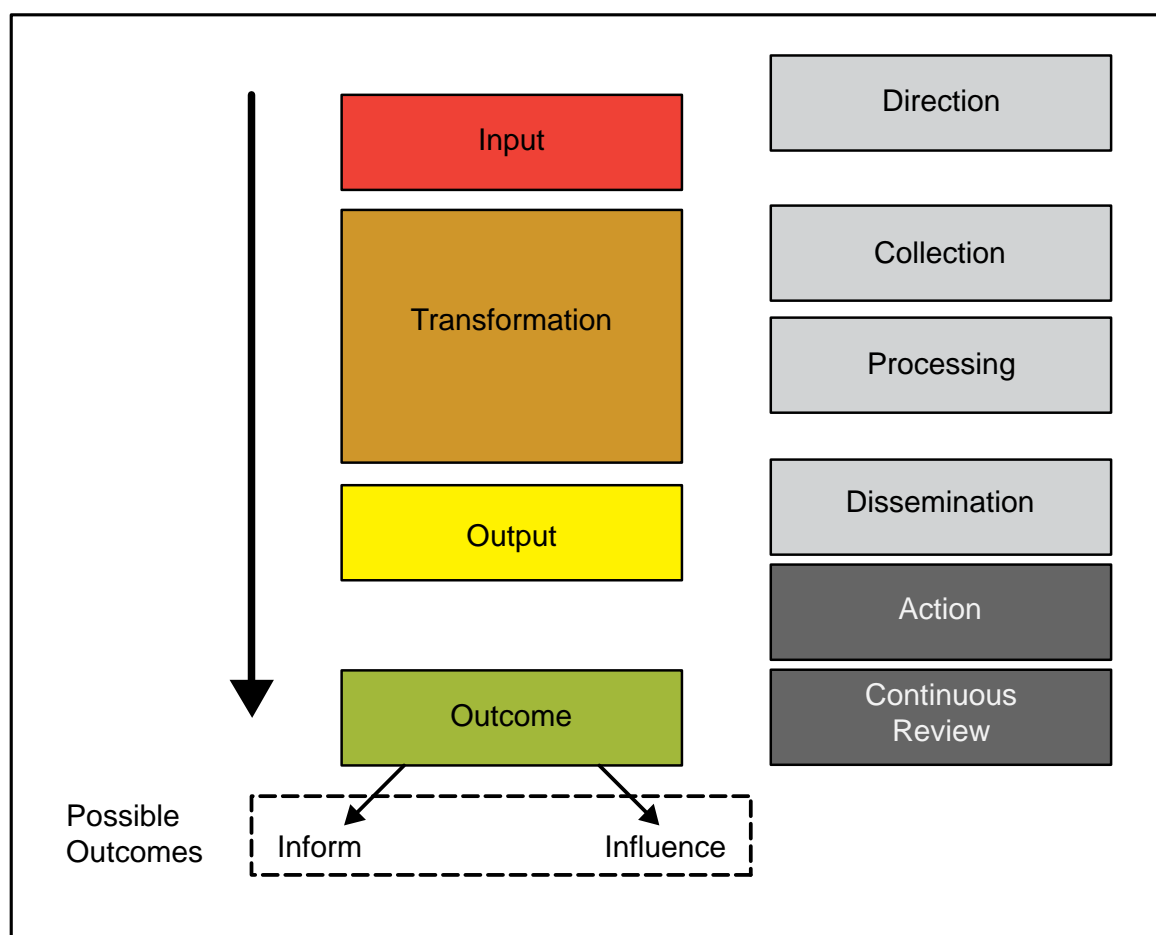 Direction
Input
Collection
Transformation
Processing
Dissemination
Output
Action
Continuous
Review
Outcome
Possible
Outcomes
Inform
Influence